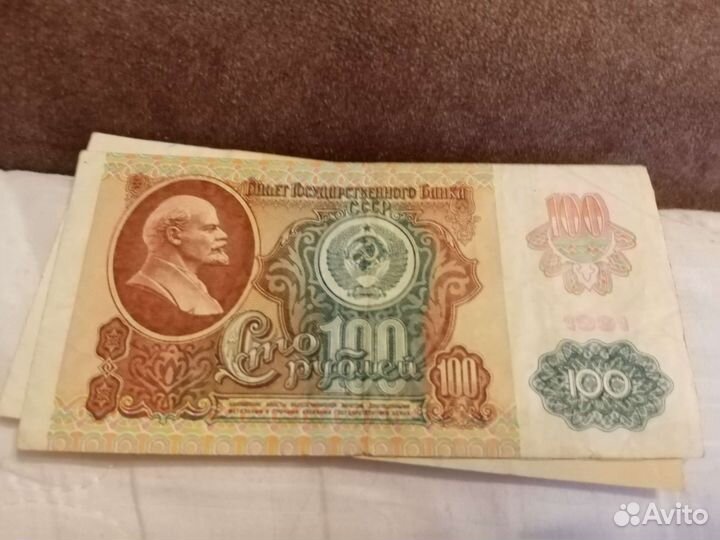 Билет Государственного Банка
СССР
100
1991
Сто 100
рублей
100
100
Avito